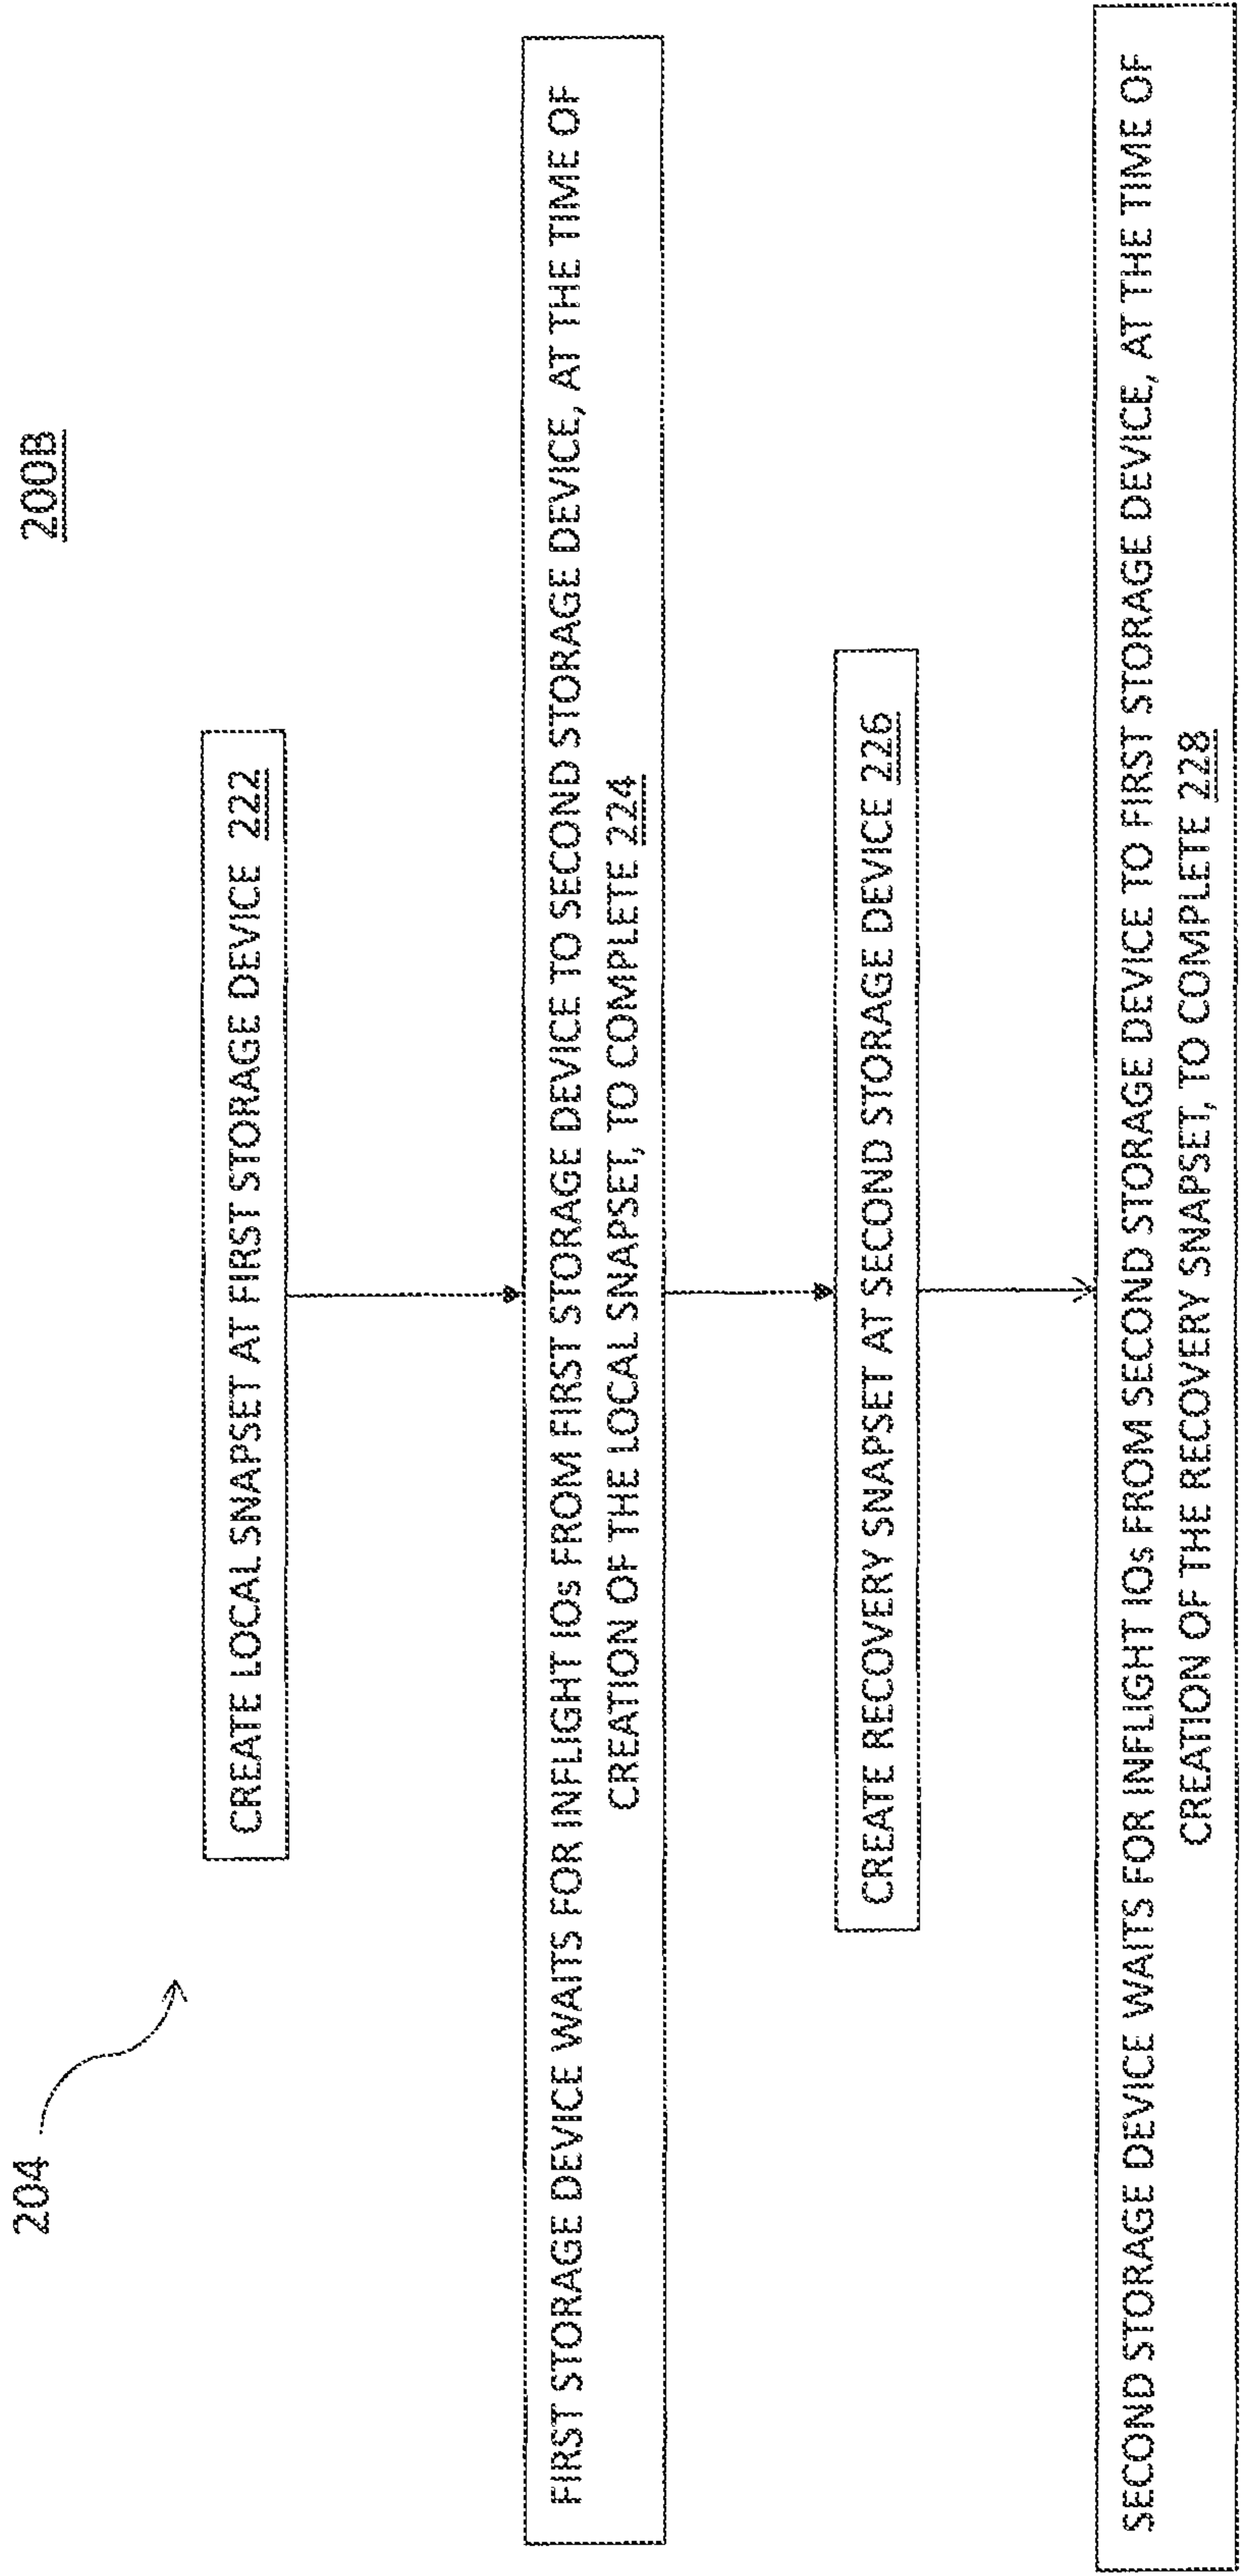 200B
204
CREATE LOCAL SNAPSET AT FIRST STORAGE DEVICE 222
FIRST STORAGE DEVICE WAITS FOR INFLIGHT IOs FROM FIRST STORAGE DEVICE TO SECOND STORAGE DEVICE, AT THE TIME OF
CREATION OF THE LOCAL SNAPSET, TO COMPLETE 224
CREATE RECOVERY SNAPSET AT SECOND STORAGE DEVICE 226
SECOND STORAGE DEVICE WAITS FOR INFLIGHT IOs FROM SECOND STORAGE DEVICE TO FIRST STORAGE DEVICE, AT THE TIME OF
CREATION OF THE RECOVERY SNAPSET, TO COMPLETE 228